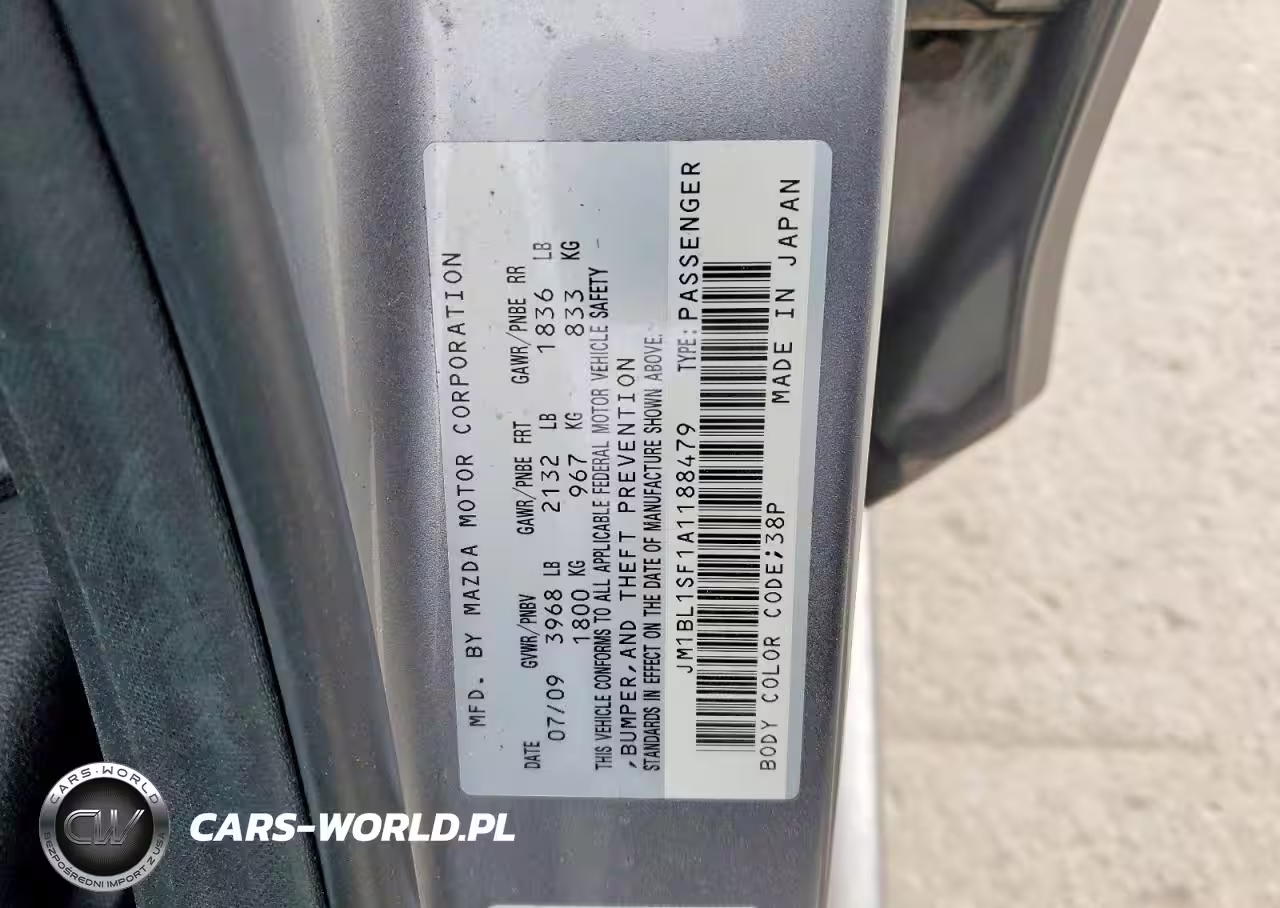 MFD. BY MAZDA MOTOR CORPORATION
DATE GVWR/PNBV GAWR/PNBE FRT GAWR/PNBE RR
07/09 3968 LB 2132 LB 1836 LB
1800 KG 967 KG 833 KG
THIS VEHICLE CONFORMS TO ALL APPLICABLE FEDERAL MOTOR VEHICLE SAFETY
,BUMPER,AND THEFT PREVENTION
STANDARDS IN EFFECT ON THE DATE OF MANUFACTURE SHOWN ABOVE.
JM1BL1SF1A1188479 TYPE:PASSENGER
BODY COLOR CODE;38P MADE IN JAPAN
CARS-WORLD
CW
BEZPOŚREDNI IMPORT Z USA
CARS-WORLD.PL